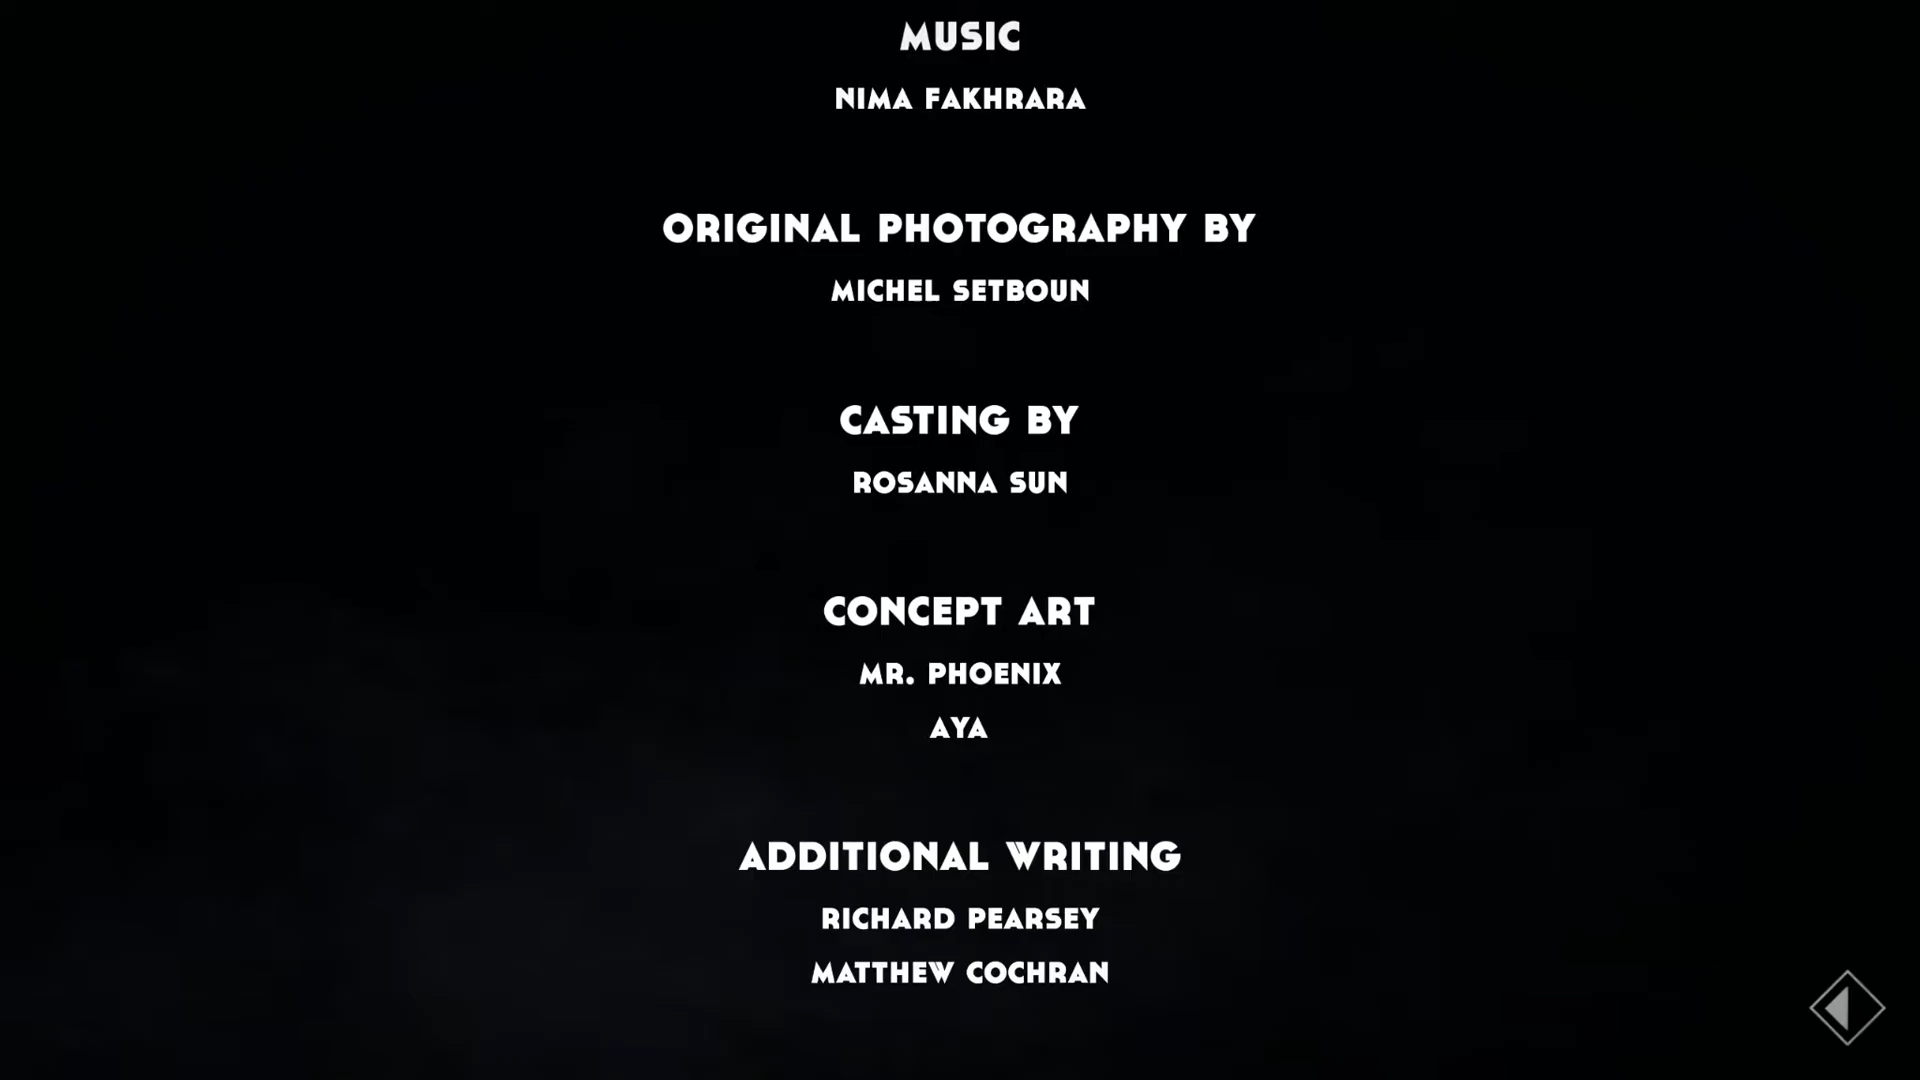 MUSIC
NIMA FAKHRARA
ORIGINAL PHOTOGRAPHY BY
MICHEL SETBOUN
CASTING BY
ROSANNA SUN
CONCEPT ART
MR. PHOENIX
AYA
ADDITIONAL WRITING
RICHARD PEARSEY
MATTHEW COCHRAN